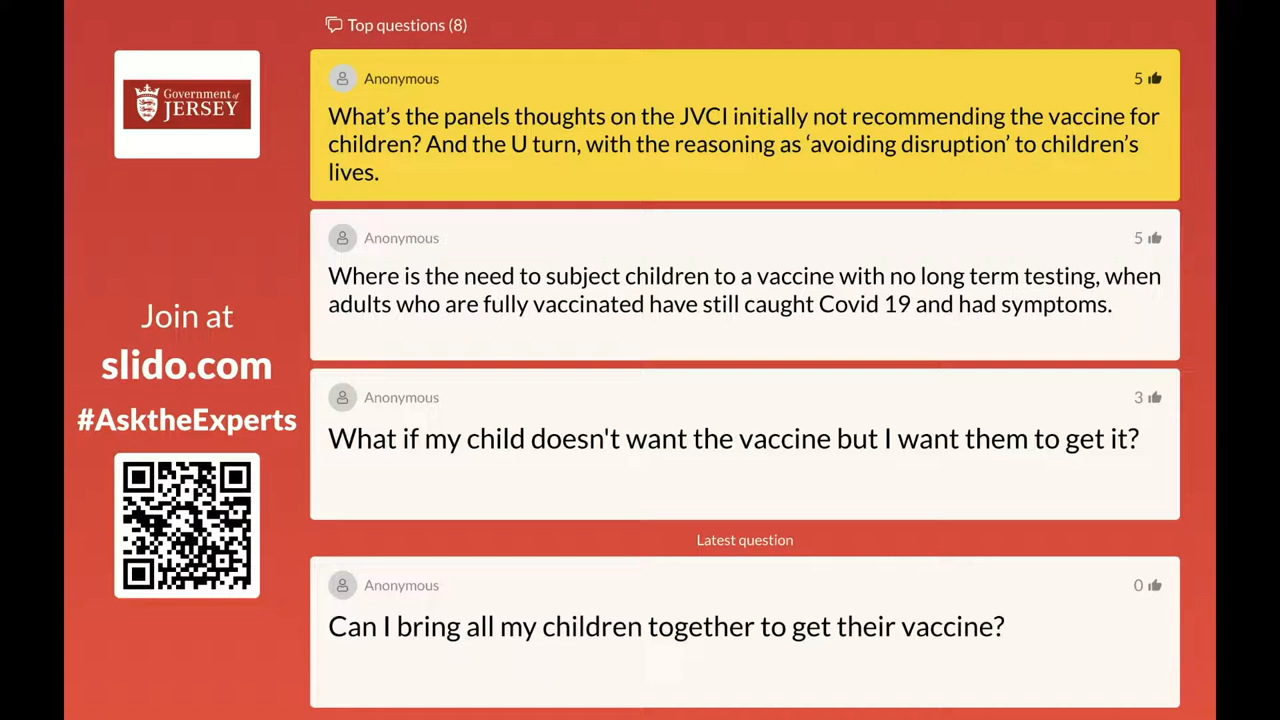 Top questions (8)
Government of
JERSEY
Join at
slido.com
#AsktheExperts
Anonymous
5
What’s the panels thoughts on the JVCI initially not recommending the vaccine for
children? And the U turn, with the reasoning as ‘avoiding disruption’ to children’s
lives.
Anonymous
5
Where is the need to subject children to a vaccine with no long term testing, when
adults who are fully vaccinated have still caught Covid 19 and had symptoms.
Anonymous
3
What if my child doesn't want the vaccine but I want them to get it?
Latest question
Anonymous
0
Can I bring all my children together to get their vaccine?